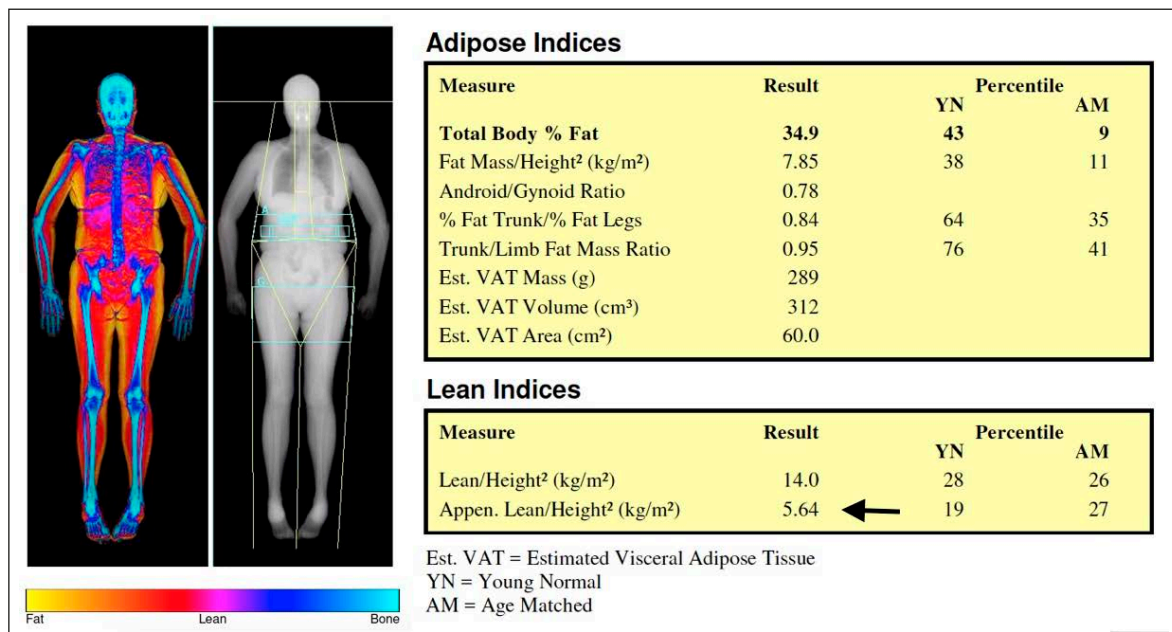 Adipose Indices
Measure Result Percentile
YN AM
Total Body % Fat 34.9 43 9
Fat Mass/Height² (kg/m²) 7.85 38 11
Android/Gynoid Ratio 0.78
% Fat Trunk/% Fat Legs 0.84 64 35
Trunk/Limb Fat Mass Ratio 0.95 76 41
Est. VAT Mass (g) 289
Est. VAT Volume (cm³) 312
Est. VAT Area (cm²) 60.0
A
G
Lean Indices
Measure Result Percentile
YN AM
Lean/Height² (kg/m²) 14.0 28 26
Appen. Lean/Height² (kg/m²) 5.64 19 27
Est. VAT = Estimated Visceral Adipose Tissue
YN = Young Normal
AM = Age Matched
Fat Lean Bone